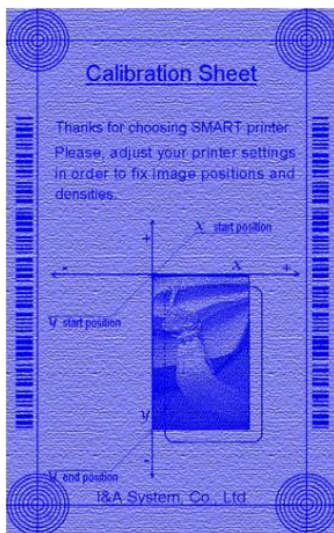 Calibration Sheet
Thanks for choosing SMART printer.
Please, adjust your printer settings
in order to fix image positions and
densities.
X start position
+
- X +
Y start position
Y
-
Y end position
I&A System, Co., Ltd